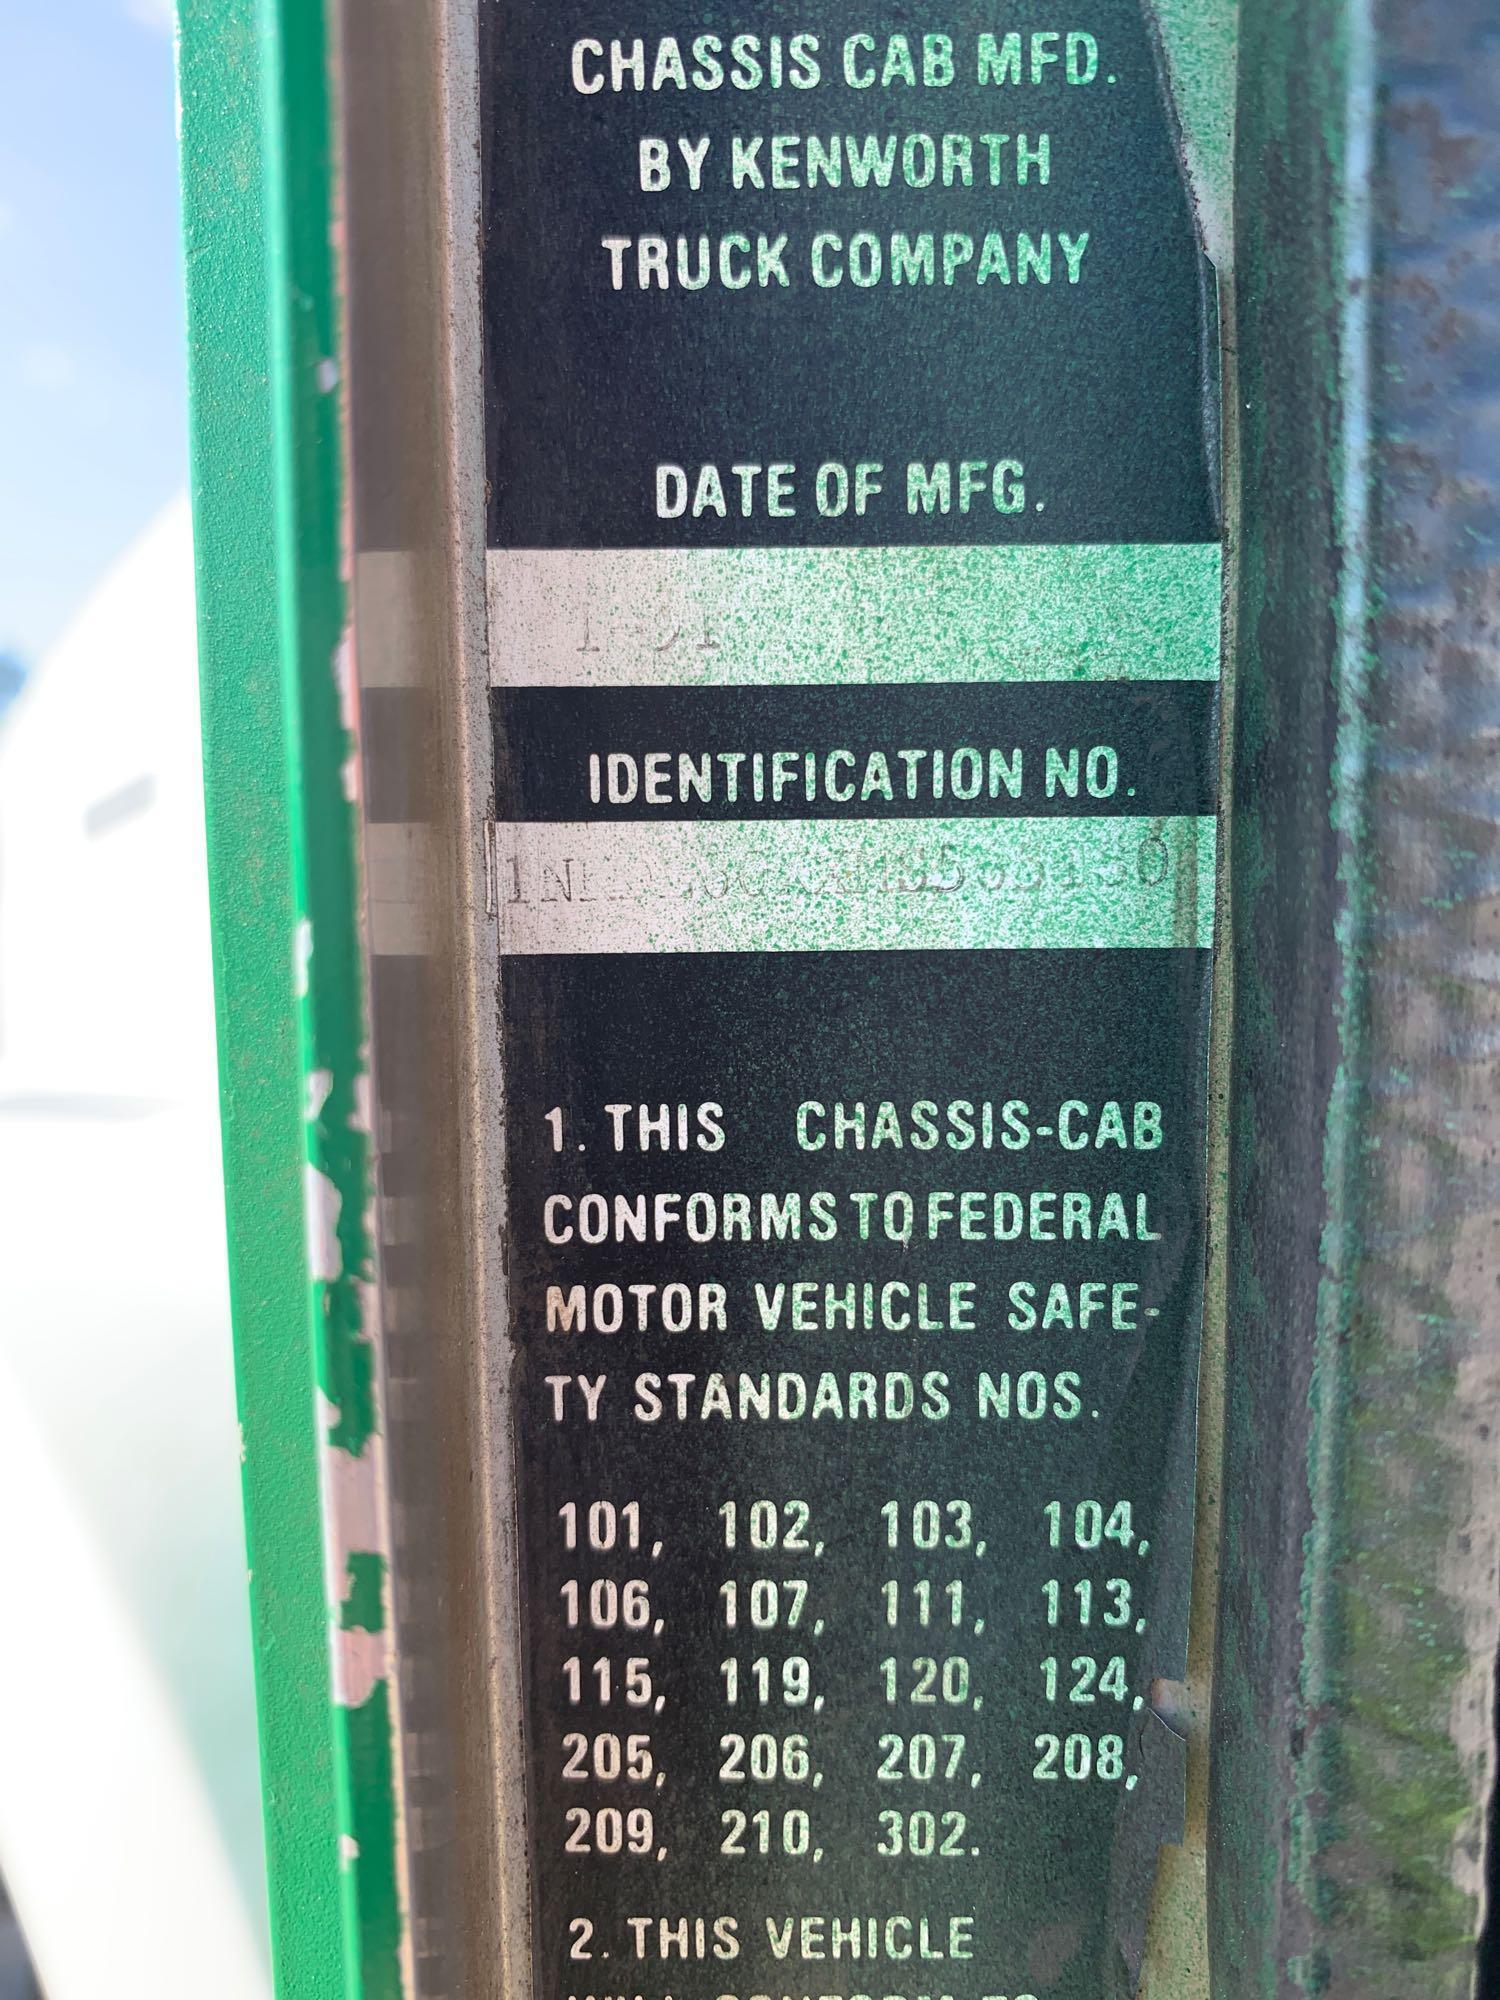 CHASSIS CAB MFD.
BY KENWORTH
TRUCK COMPANY
DATE OF MFG.
IDENTIFICATION NO.
1. THIS CHASSIS-CAB
CONFORMS TO FEDERAL
MOTOR VEHICLE SAFE-
TY STANDARDS NOS.
101, 102, 103, 104,
106, 107, 111, 113,
115, 119, 120, 124,
205, 206, 207, 208,
209, 210, 302.
2. THIS VEHICLE